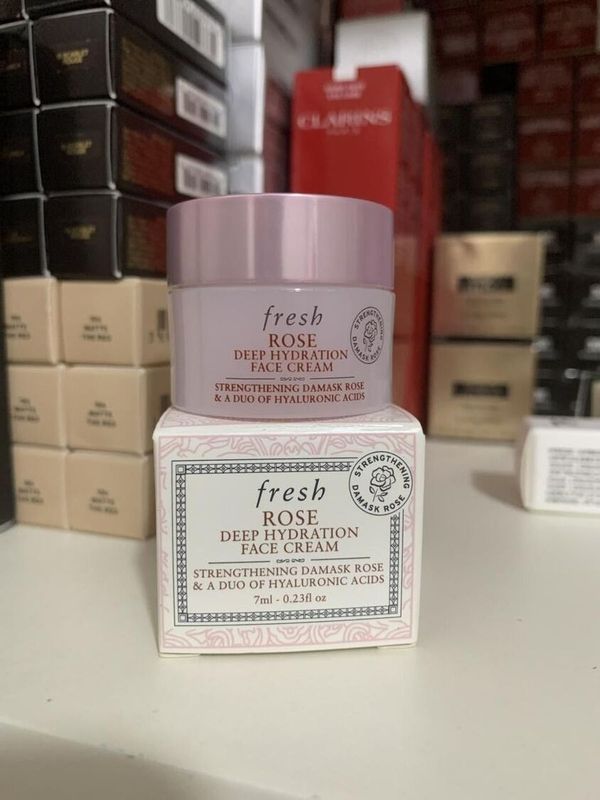 CLARINS
fresh
ROSE
DEEP HYDRATION
FACE CREAM
STRENGTHENING
DAMASK ROSE
STRENGTHENING DAMASK ROSE
& A DUO OF HYALURONIC ACIDS
fresh
ROSE
DEEP HYDRATION
FACE CREAM
STRENGTHENING
DAMASK ROSE
STRENGTHENING DAMASK ROSE
& A DUO OF HYALURONIC ACIDS
7ml - 0.23fl oz